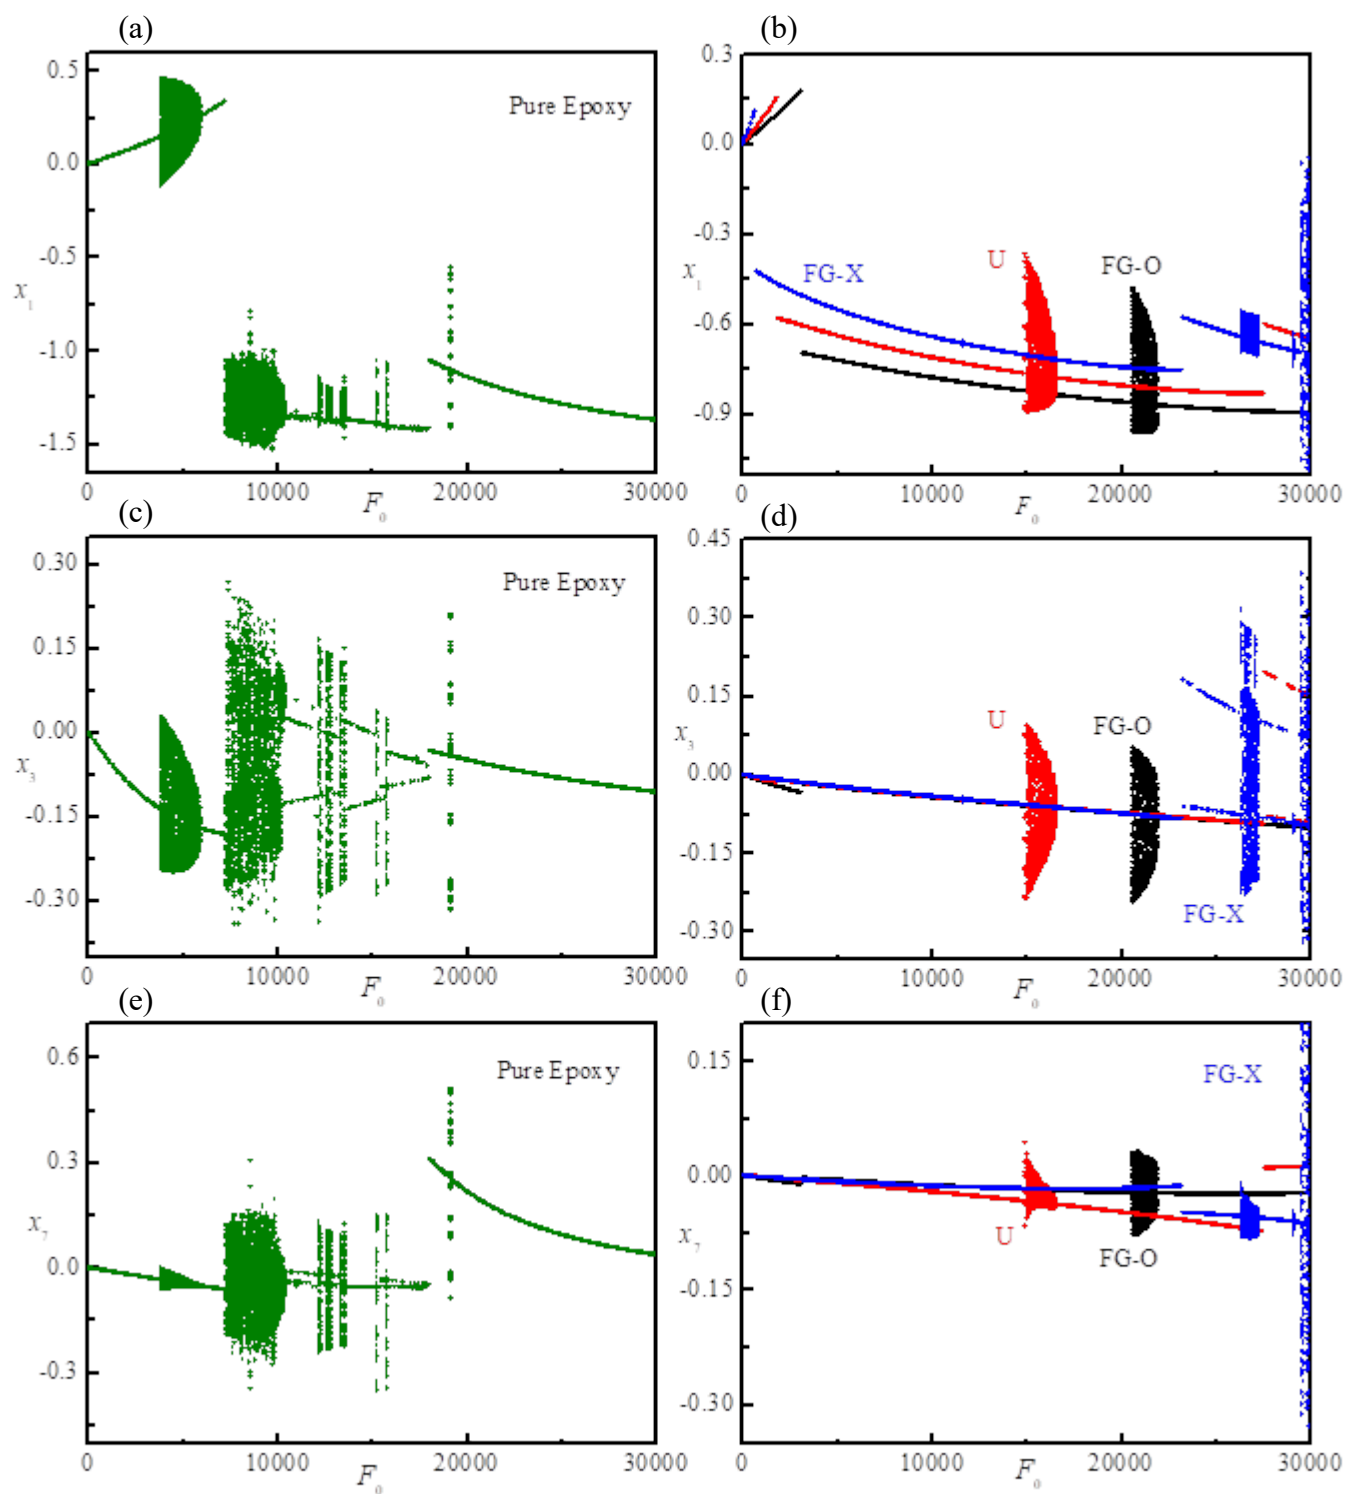 (a)
0.5
0.0
-0.5
-1.0
-1.5
x1
Pure Epoxy
0
10000
20000
30000
F0
(b)
0.3
0.0
-0.3
-0.6
-0.9
x1
FG-X
U
FG-O
0
10000
20000
30000
F0
(c)
0.30
0.15
0.00
-0.15
-0.30
x3
Pure Epoxy
0
10000
20000
30000
F0
(d)
0.45
0.30
0.15
0.00
-0.15
-0.30
x3
U
FG-O
FG-X
0
10000
20000
30000
F0
(e)
0.6
0.3
0.0
-0.3
x7
Pure Epoxy
0
10000
20000
30000
F0
(f)
0.15
0.00
-0.15
-0.30
x7
FG-X
U
FG-O
0
10000
20000
30000
F0